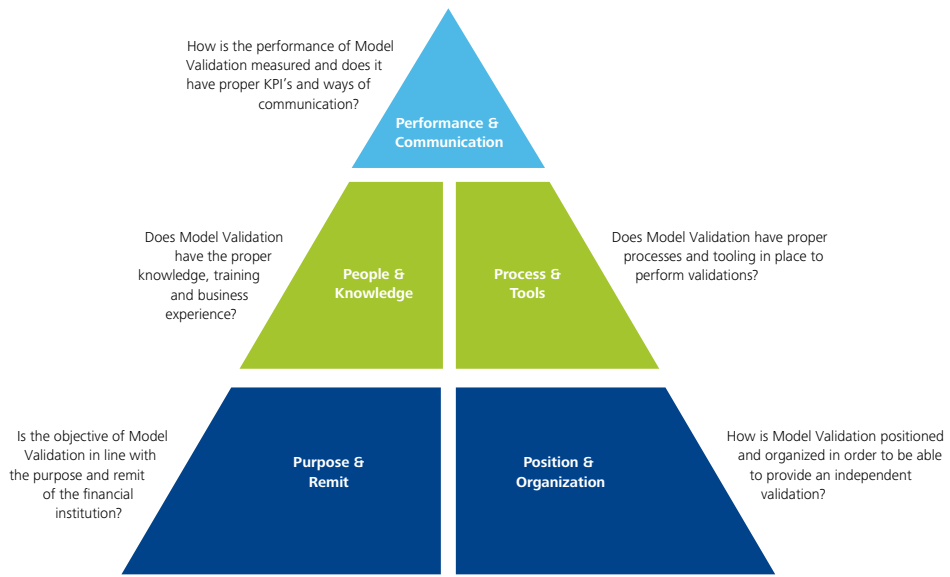 How is the performance of Model
Validation measured and does it
have proper KPI's and ways of
communication?
Performance &
Communication
Does Model Validation
have the proper
knowledge, training
and business
experience?
People &
Knowledge
Process &
Tools
Does Model Validation have proper
processes and tooling in place to
perform validations?
Is the objective of Model
Validation in line with
the purpose and remit
of the financial
institution?
Purpose &
Remit
Position &
Organization
How is Model Validation positioned
and organized in order to be able
to provide an independent
validation?